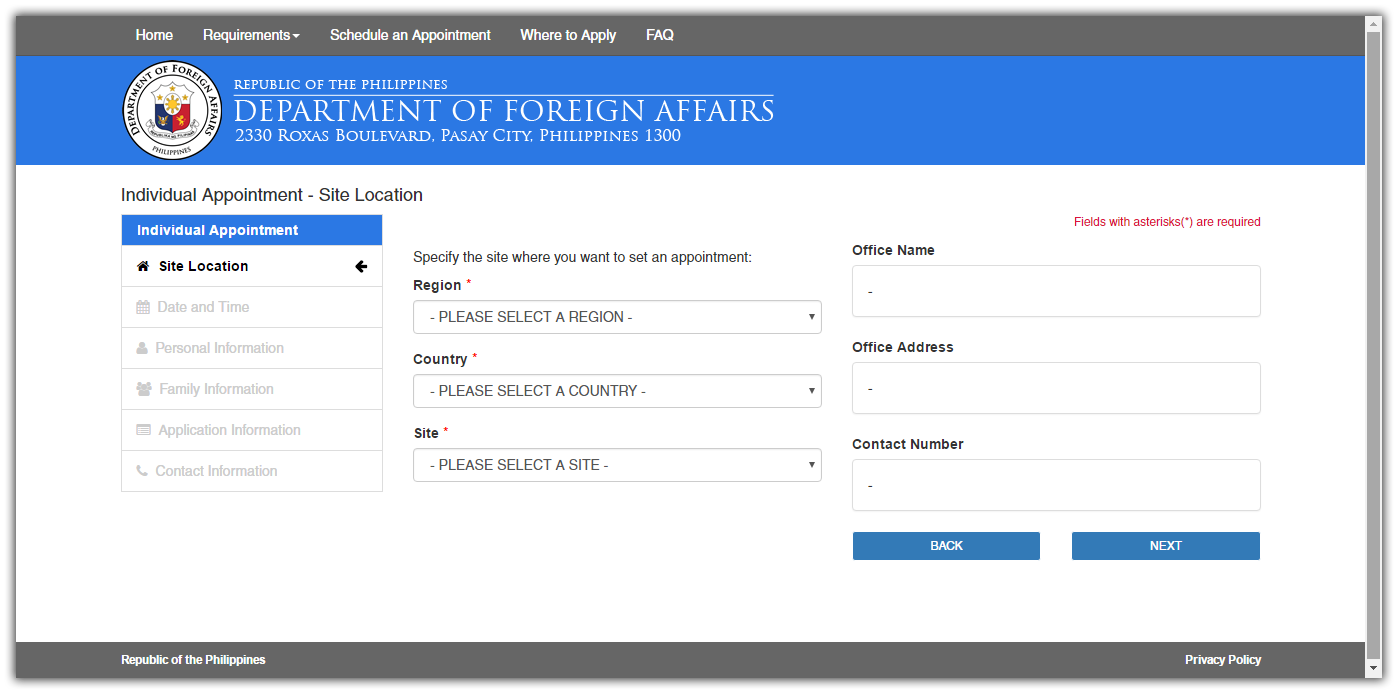 Home Requirements Schedule an Appointment Where to Apply FAQ
DEPARTMENT OF FOREIGN AFFAIRS
PHILIPPINES
REPUBLIC OF THE PHILIPPINES
DEPARTMENT OF FOREIGN AFFAIRS
2330 ROXAS BOULEVARD, PASAY CITY, PHILIPPINES 1300
Individual Appointment - Site Location
Fields with asterisks(*) are required
Individual Appointment
Site Location
Date and Time
Personal Information
Family Information
Application Information
Contact Information
Specify the site where you want to set an appointment:
Region *
- PLEASE SELECT A REGION -
Country *
- PLEASE SELECT A COUNTRY -
Site *
- PLEASE SELECT A SITE -
Office Name
-
Office Address
-
Contact Number
-
BACK NEXT
Republic of the Philippines Privacy Policy